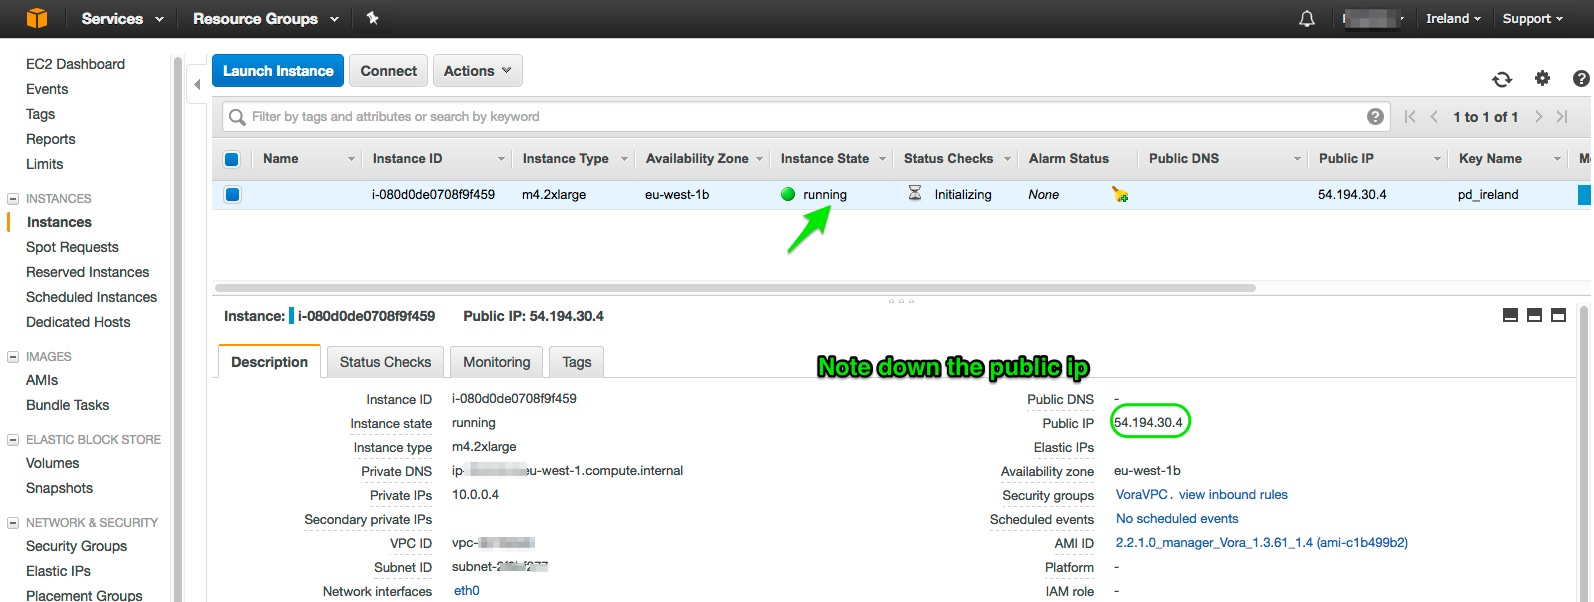 Services Resource Groups Ireland Support
EC2 Dashboard
Events
Tags
Reports
Limits
INSTANCES
Instances
Spot Requests
Reserved Instances
Scheduled Instances
Dedicated Hosts
IMAGES
AMIs
Bundle Tasks
ELASTIC BLOCK STORE
Volumes
Snapshots
NETWORK & SECURITY
Security Groups
Elastic IPs
Placement Groups
Launch Instance Connect Actions
Filter by tags and attributes or search by keyword
1 to 1 of 1
Name Instance ID Instance Type Availability Zone Instance State Status Checks Alarm Status Public DNS Public IP Key Name
i-080d0de0708f9f459 m4.2xlarge eu-west-1b running Initializing None 54.194.30.4 pd_ireland
Instance: i-080d0de0708f9f459 Public IP: 54.194.30.4
Description Status Checks Monitoring Tags
Note down the public ip
Instance ID i-080d0de0708f9f459
Instance state running
Instance type m4.2xlarge
Private DNS ip- eu-west-1.compute.internal
Private IPs 10.0.0.4
Secondary private IPs
VPC ID vpc-
Subnet ID subnet-
Network interfaces eth0
Public DNS -
Public IP 54.194.30.4
Elastic IPs
Availability zone eu-west-1b
Security groups VoraVPC. view inbound rules
Scheduled events No scheduled events
AMI ID 2.2.1.0_manager_Vora_1.3.61_1.4 (ami-c1b499b2)
Platform -
IAM role -